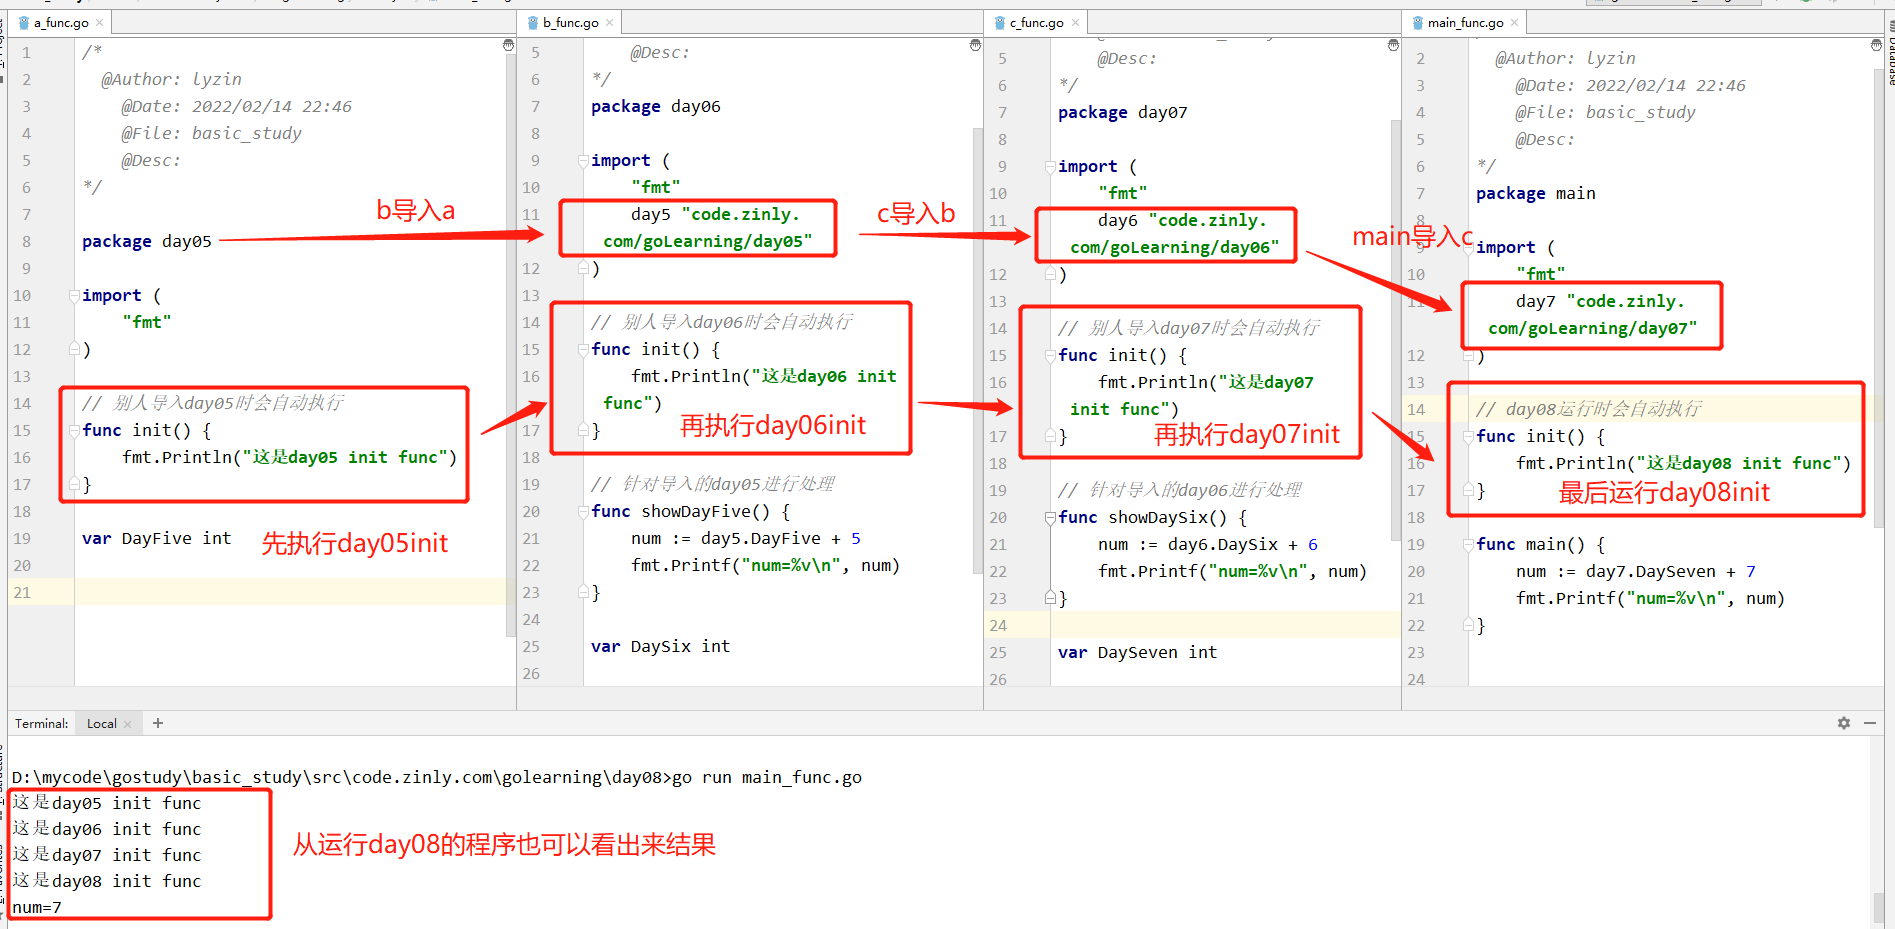 a_func.go
1 /*
2 @Author: lyzin
3 @Date: 2022/02/14 22:46
4 @File: basic_study
5 @Desc:
6 */
7
8 package day05
9
10 import (
11 "fmt"
12 )
13
14 // 别人导入day05时会自动执行
15 func init() {
16 fmt.Println("这是day05 init func")
17 }
18
19 var DayFive int
20
21
先执行day05init
b导入a
b_func.go
5 @Desc:
6 */
7 package day06
8
9 import (
10 "fmt"
11 day5 "code.zinly.
com/goLearning/day05"
12 )
13
14 // 别人导入day06时会自动执行
15 func init() {
16 fmt.Println("这是day06 init
func")
17 }
再执行day06init
18
19 // 针对导入的day05进行处理
20 func showDayFive() {
21 num := day5.DayFive + 5
22 fmt.Printf("num=%v\n", num)
23 }
24
25 var DaySix int
26
c导入b
c_func.go
5 @Desc:
6 */
7 package day07
8
9 import (
10 "fmt"
11 day6 "code.zinly.
com/goLearning/day06"
12 )
13
14 // 别人导入day07时会自动执行
15 func init() {
16 fmt.Println("这是day07
init func")
17 }
再执行day07init
18
19 // 针对导入的day06进行处理
20 func showDaySix() {
21 num := day6.DaySix + 6
22 fmt.Printf("num=%v\n", num)
23 }
24
25 var DaySeven int
26
main导入c
main_func.go
2 @Author: lyzin
3 @Date: 2022/02/14 22:46
4 @File: basic_study
5 @Desc:
6 */
7 package main
8
9 import (
10 "fmt"
11 day7 "code.zinly.
com/goLearning/day07"
12 )
13
14 // day08运行时会自动执行
15 func init() {
16 fmt.Println("这是day08 init func")
17 }
最后运行day08init
18
19 func main() {
20 num := day7.DaySeven + 7
21 fmt.Printf("num=%v\n", num)
22 }
23
24
Database
Terminal: Local +
D:\mycode\gostudy\basic_study\src\code.zinly.com\golearning\day08>go run main_func.go
这是day05 init func
这是day06 init func
这是day07 init func
这是day08 init func
num=7
从运行day08的程序也可以看出来结果